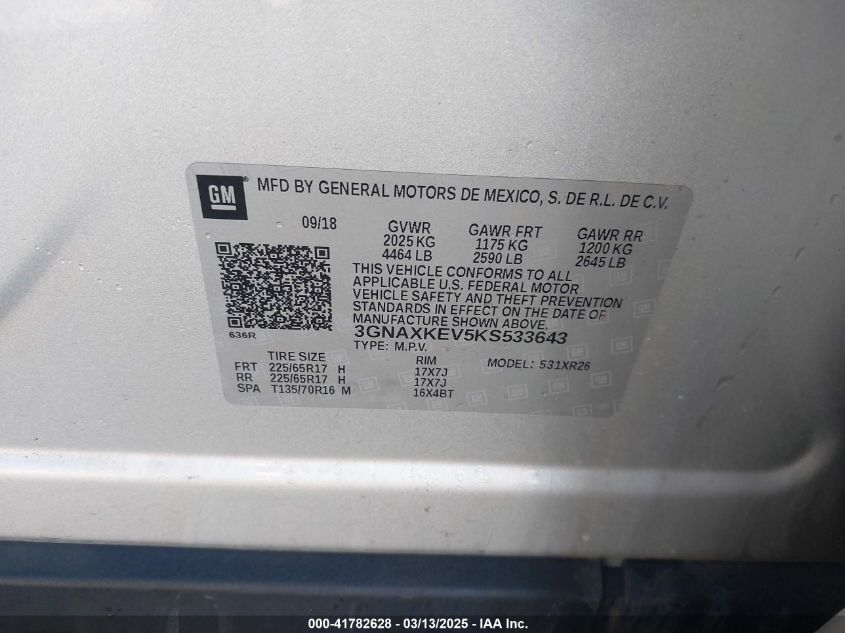 GM
MFD BY GENERAL MOTORS DE MEXICO, S. DE R.L. DE C.V.
09/18 GVWR GAWR FRT GAWR RR
2025 KG 1175 KG 1200 KG
4464 LB 2590 LB 2645 LB
THIS VEHICLE CONFORMS TO ALL
APPLICABLE U.S. FEDERAL MOTOR
VEHICLE SAFETY AND THEFT PREVENTION
STANDARDS IN EFFECT ON THE DATE OF
MANUFACTURE SHOWN ABOVE.
636R 3GNAXKEV5KS533643
TYPE: M.P.V. MODEL: 531XR26
TIRE SIZE RIM
FRT 225/65R17 H 17X7J
RR 225/65R17 H 17X7J
SPA T135/70R16 M 16X4BT
000-41782628 - 03/13/2025 - IAA Inc.